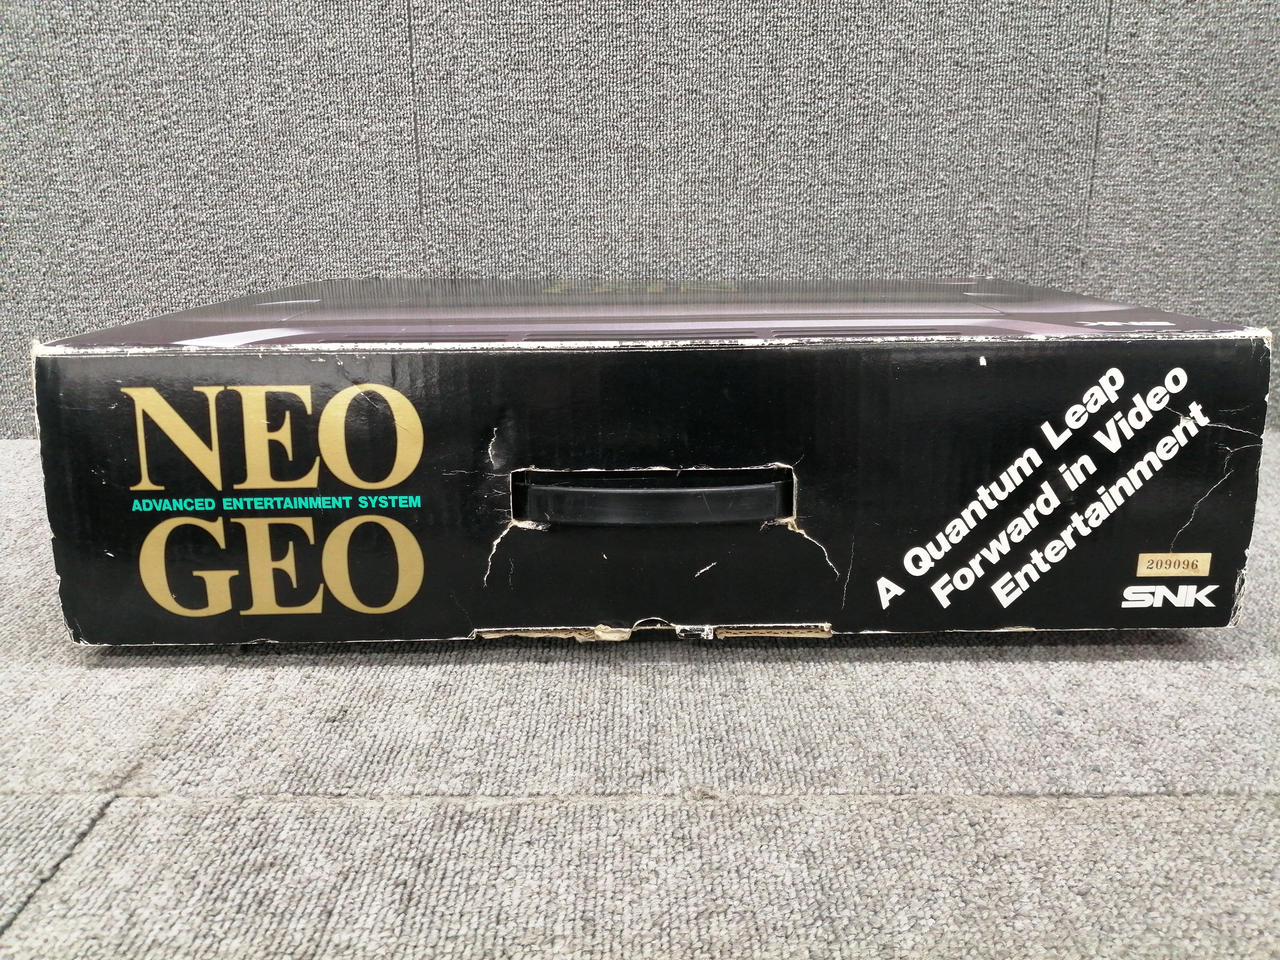 NEO
ADVANCED ENTERTAINMENT SYSTEM
GEO
A Quantum Leap
Forward in Video
Entertainment
209096
SNK